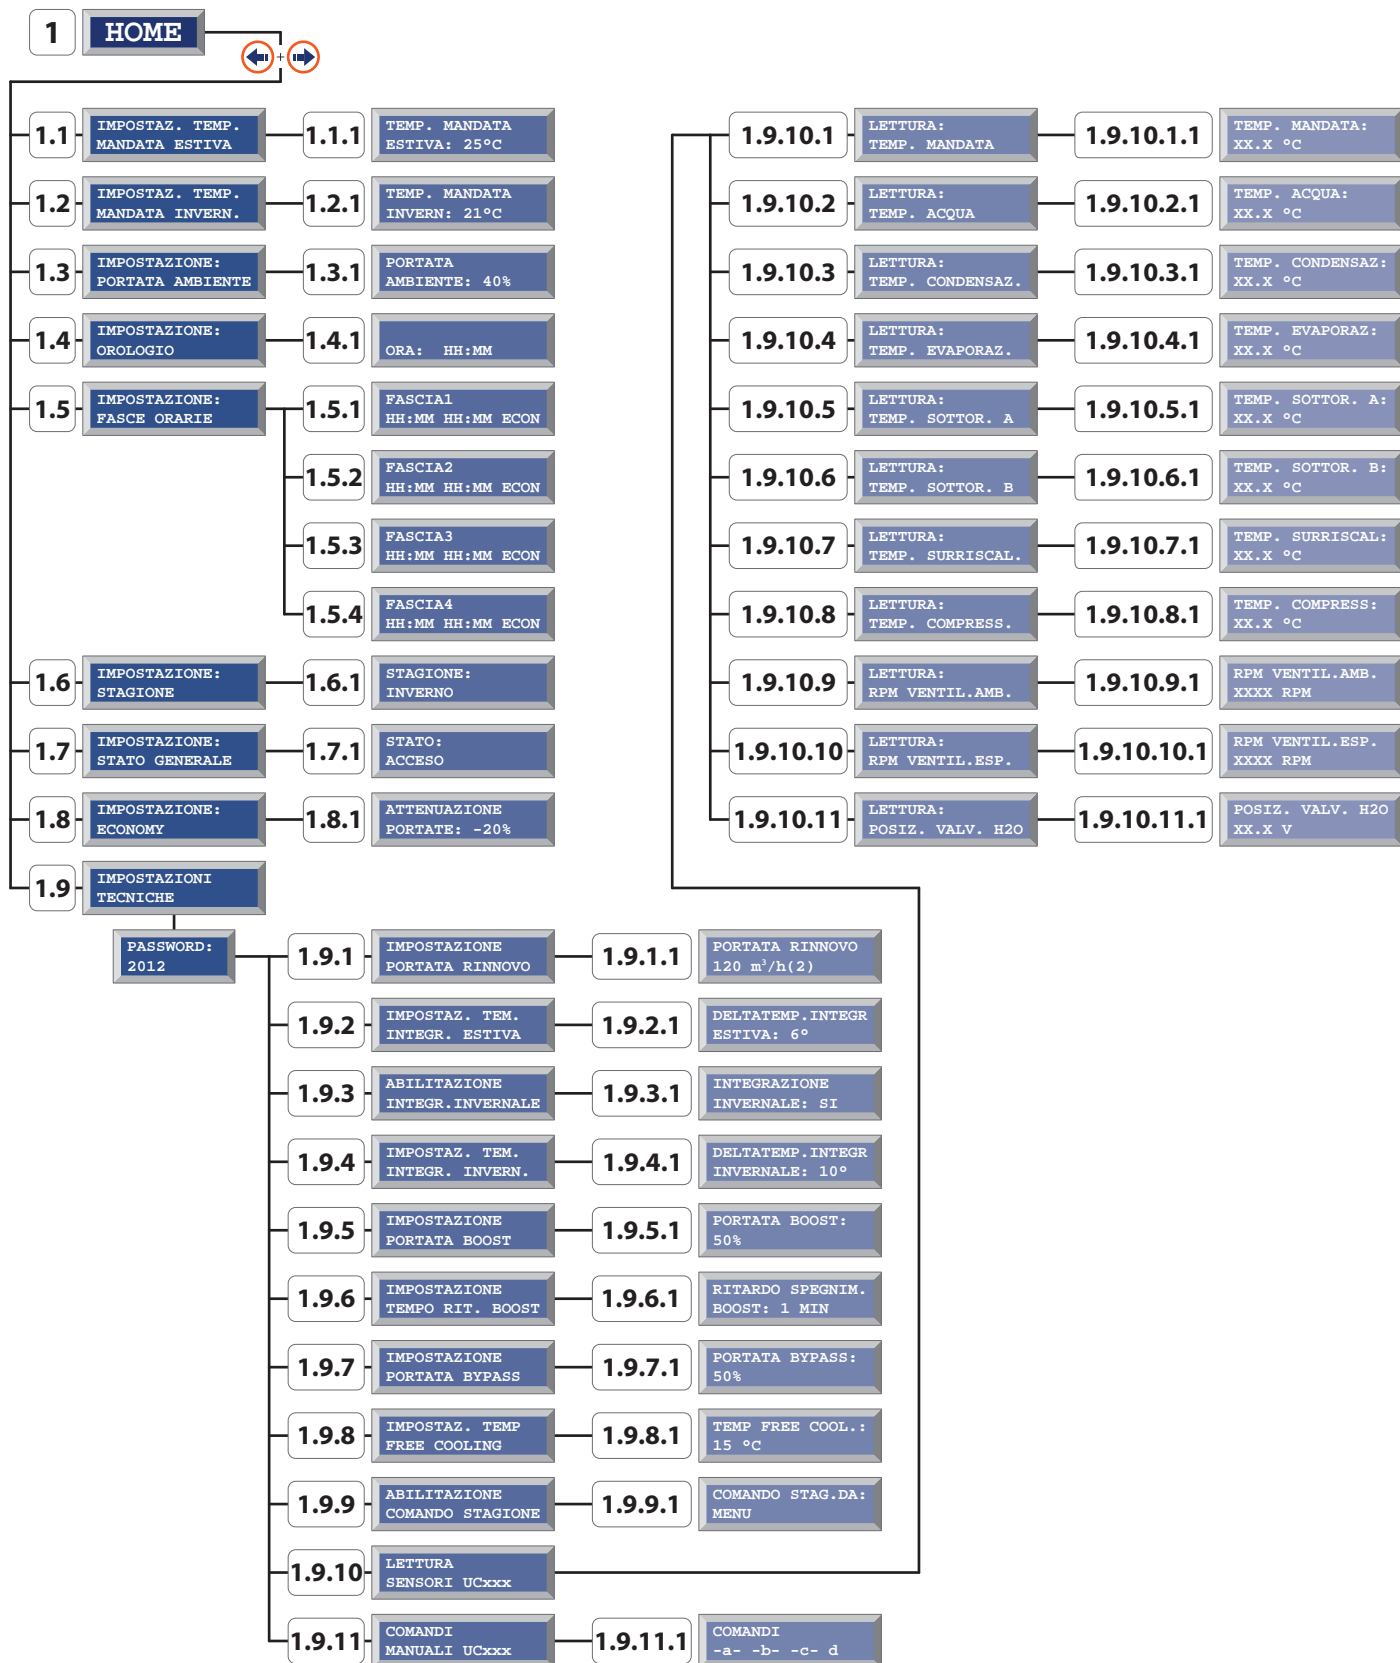 1 HOME
+
1.1 IMPOSTAZ. TEMP.
MANDATA ESTIVA
1.1.1 TEMP. MANDATA
ESTIVA: 25°C
1.2 IMPOSTAZ. TEMP.
MANDATA INVERN.
1.2.1 TEMP. MANDATA
INVERN: 21°C
1.3 IMPOSTAZIONE:
PORTATA AMBIENTE
1.3.1 PORTATA
AMBIENTE: 40%
1.4 IMPOSTAZIONE:
OROLOGIO
1.4.1 ORA: HH:MM
1.5 IMPOSTAZIONE:
FASCE ORARIE
1.5.1 FASCIA1
HH:MM HH:MM ECON
1.5.2 FASCIA2
HH:MM HH:MM ECON
1.5.3 FASCIA3
HH:MM HH:MM ECON
1.5.4 FASCIA4
HH:MM HH:MM ECON
1.6 IMPOSTAZIONE:
STAGIONE
1.6.1 STAGIONE:
INVERNO
1.7 IMPOSTAZIONE:
STATO GENERALE
1.7.1 STATO:
ACCESO
1.8 IMPOSTAZIONE:
ECONOMY
1.8.1 ATTENUAZIONE
PORTATE: -20%
1.9 IMPOSTAZIONI
TECNICHE
PASSWORD:
2012
1.9.1 IMPOSTAZIONE
PORTATA RINNOVO
1.9.1.1 PORTATA RINNOVO
120 m³/h(2)
1.9.2 IMPOSTAZ. TEM.
INTEGR. ESTIVA
1.9.2.1 DELTATEMP.INTEGR
ESTIVA: 6°
1.9.3 ABILITAZIONE
INTEGR.INVERNALE
1.9.3.1 INTEGRAZIONE
INVERNALE: SI
1.9.4 IMPOSTAZ. TEM.
INTEGR. INVERN.
1.9.4.1 DELTATEMP.INTEGR
INVERNALE: 10°
1.9.5 IMPOSTAZIONE
PORTATA BOOST
1.9.5.1 PORTATA BOOST:
50%
1.9.6 IMPOSTAZIONE
TEMPO RIT. BOOST
1.9.6.1 RITARDO SPEGNIM.
BOOST: 1 MIN
1.9.7 IMPOSTAZIONE
PORTATA BYPASS
1.9.7.1 PORTATA BYPASS:
50%
1.9.8 IMPOSTAZ. TEMP
FREE COOLING
1.9.8.1 TEMP FREE COOL.:
15 °C
1.9.9 ABILITAZIONE
COMANDO STAGIONE
1.9.9.1 COMANDO STAG.DA:
MENU
1.9.10 LETTURA
SENSORI UCxxx
1.9.11 COMANDI
MANUALI UCxxx
1.9.11.1 COMANDI
-a- -b- -c- d
1.9.10.1 LETTURA:
TEMP. MANDATA
1.9.10.1.1 TEMP. MANDATA:
XX.X °C
1.9.10.2 LETTURA:
TEMP. ACQUA
1.9.10.2.1 TEMP. ACQUA:
XX.X °C
1.9.10.3 LETTURA:
TEMP. CONDENSAZ.
1.9.10.3.1 TEMP. CONDENSAZ:
XX.X °C
1.9.10.4 LETTURA:
TEMP. EVAPORAZ.
1.9.10.4.1 TEMP. EVAPORAZ:
XX.X °C
1.9.10.5 LETTURA:
TEMP. SOTTOR. A
1.9.10.5.1 TEMP. SOTTOR. A:
XX.X °C
1.9.10.6 LETTURA:
TEMP. SOTTOR. B
1.9.10.6.1 TEMP. SOTTOR. B:
XX.X °C
1.9.10.7 LETTURA:
TEMP. SURRISCAL.
1.9.10.7.1 TEMP. SURRISCAL:
XX.X °C
1.9.10.8 LETTURA:
TEMP. COMPRESS.
1.9.10.8.1 TEMP. COMPRESS:
XX.X °C
1.9.10.9 LETTURA:
RPM VENTIL.AMB.
1.9.10.9.1 RPM VENTIL.AMB.
XXXX RPM
1.9.10.10 LETTURA:
RPM VENTIL.ESP.
1.9.10.10.1 RPM VENTIL.ESP.
XXXX RPM
1.9.10.11 LETTURA:
POSIZ. VALV. H2O
1.9.10.11.1 POSIZ. VALV. H2O
XX.X V